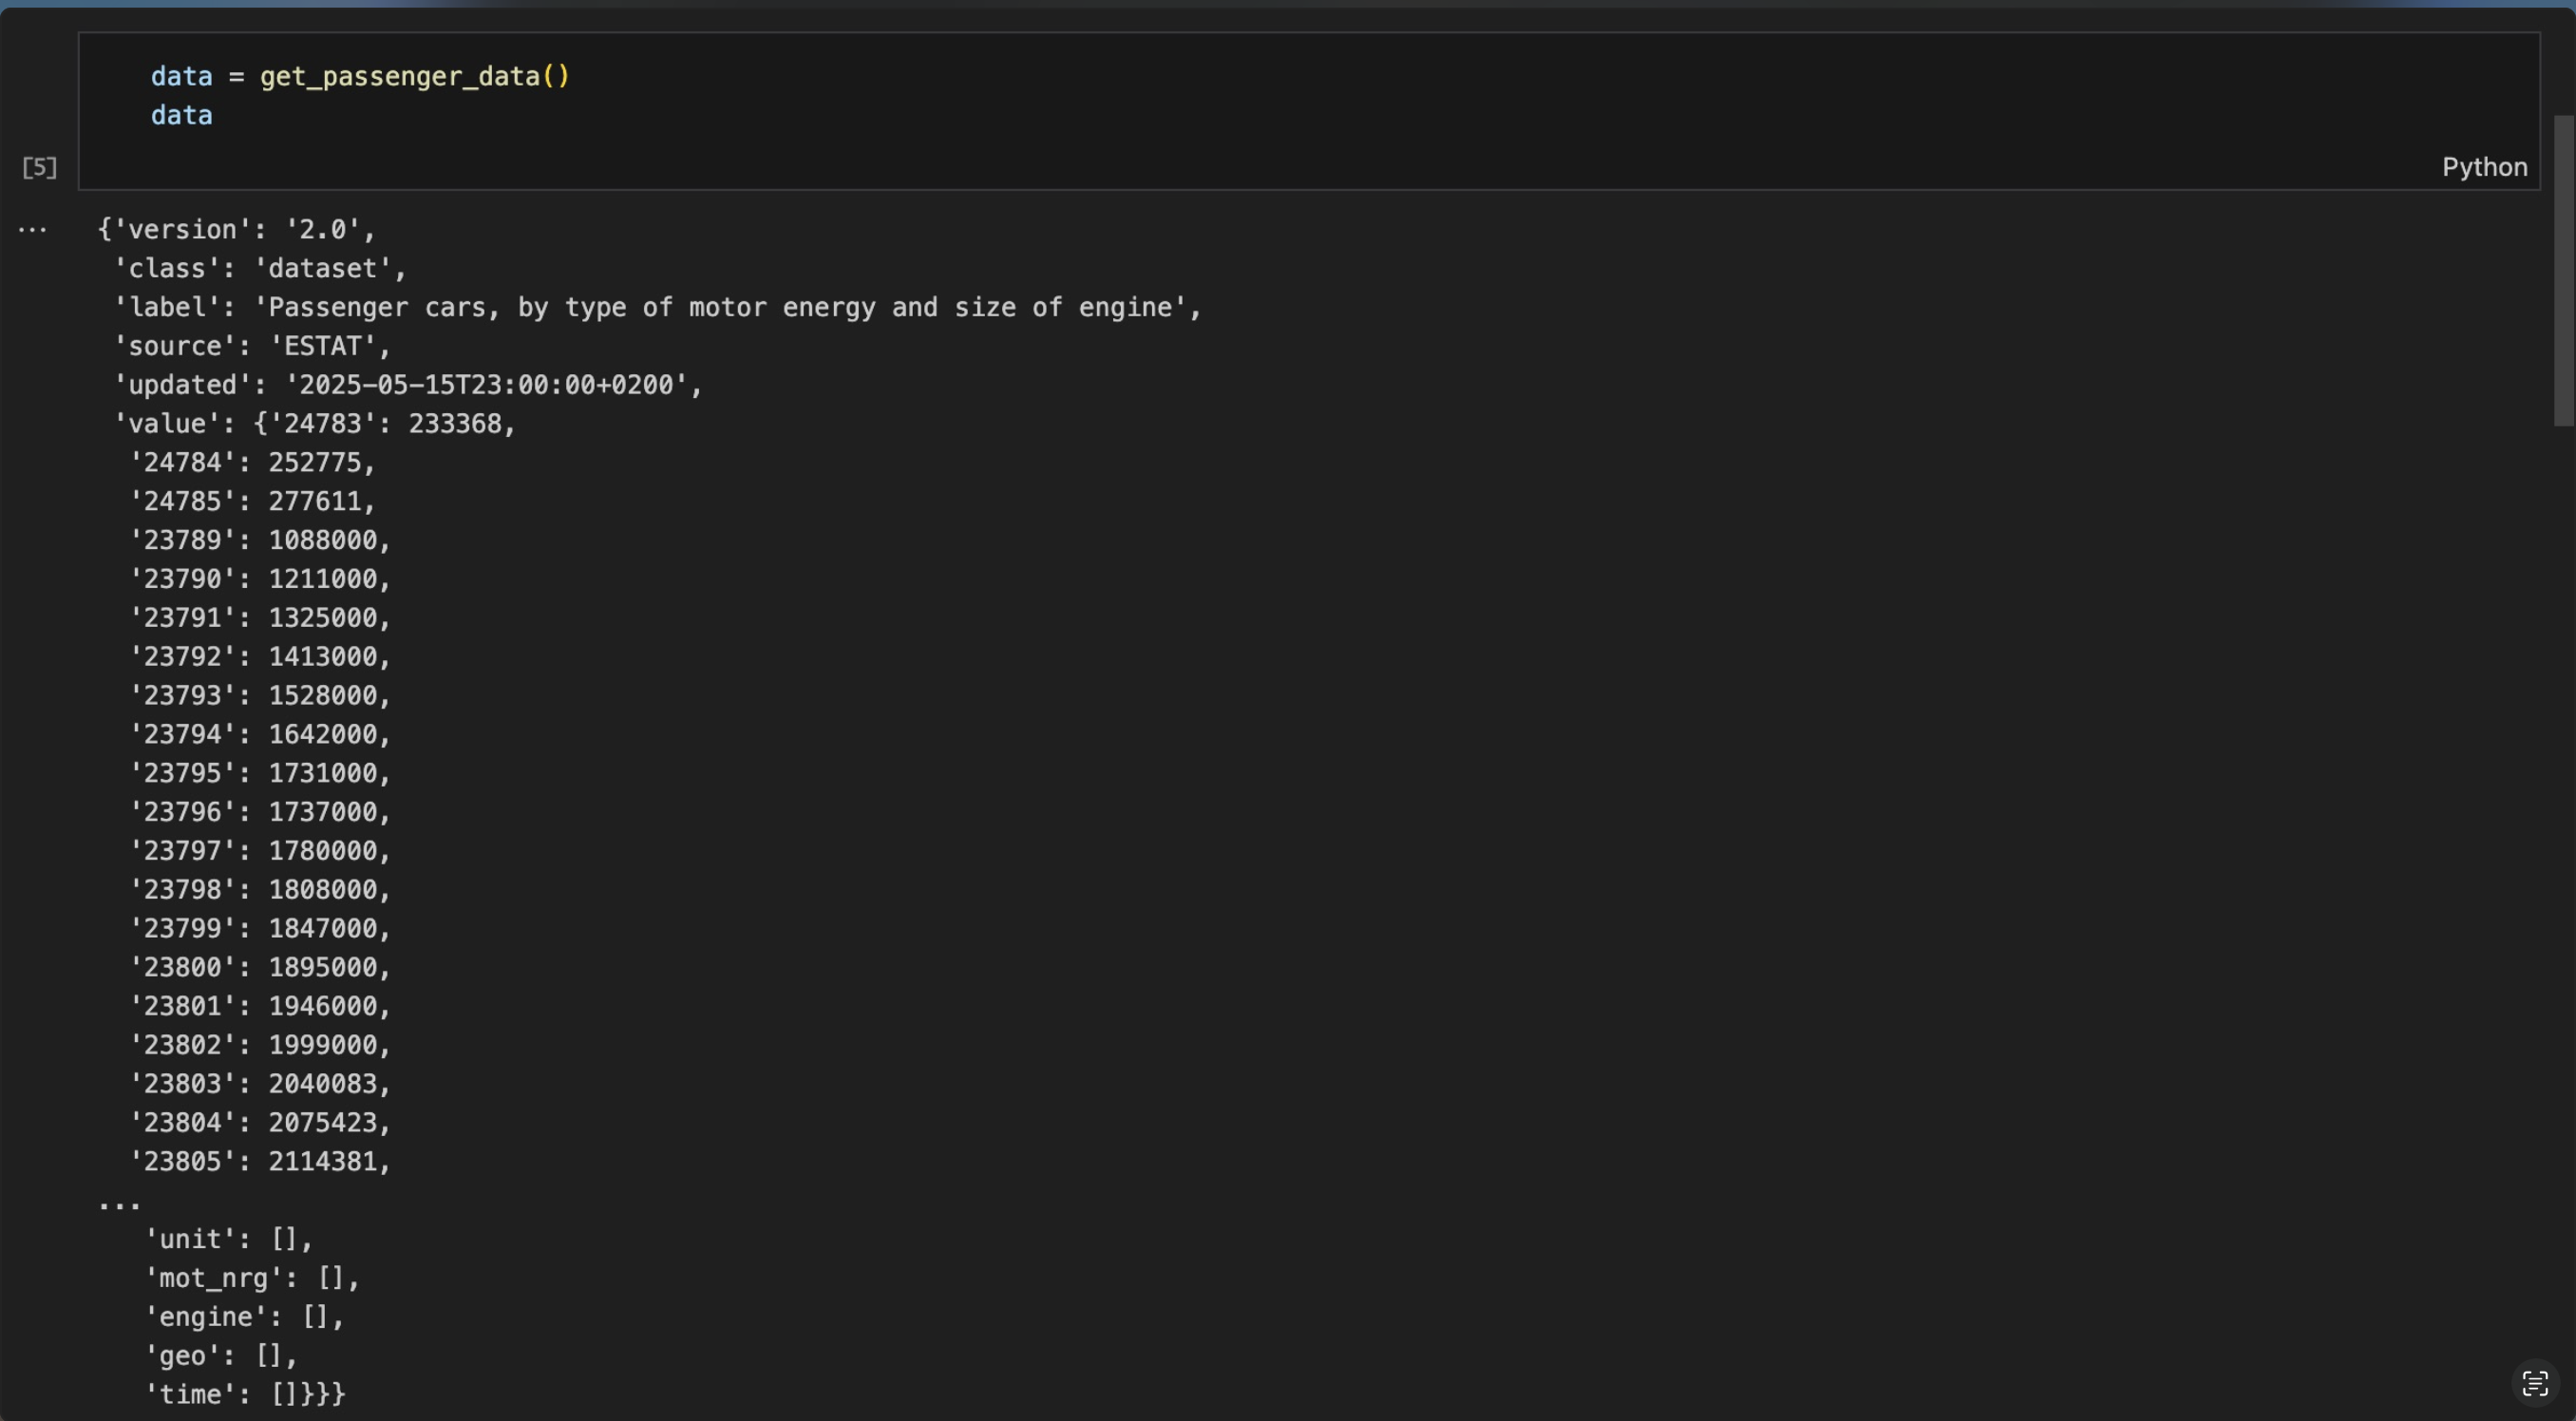 data = get_passenger_data()
data
[5]
Python
... {'version': '2.0',
'class': 'dataset',
'label': 'Passenger cars, by type of motor energy and size of engine',
'source': 'ESTAT',
'updated': '2025-05-15T23:00:00+0200',
'value': {'24783': 233368,
'24784': 252775,
'24785': 277611,
'23789': 1088000,
'23790': 1211000,
'23791': 1325000,
'23792': 1413000,
'23793': 1528000,
'23794': 1642000,
'23795': 1731000,
'23796': 1737000,
'23797': 1780000,
'23798': 1808000,
'23799': 1847000,
'23800': 1895000,
'23801': 1946000,
'23802': 1999000,
'23803': 2040083,
'23804': 2075423,
'23805': 2114381,
...
'unit': [],
'mot_nrg': [],
'engine': [],
'geo': [],
'time': []}}}